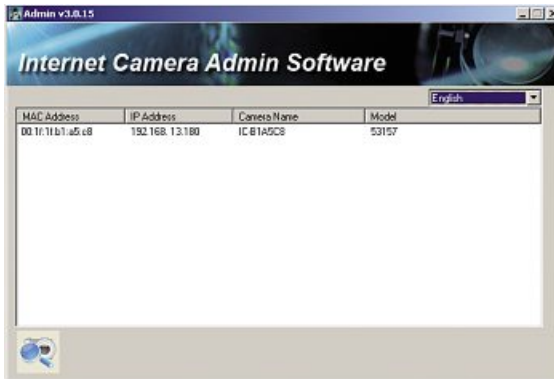 Admin v3.0.15
Internet Camera Admin Software
English
MAC Address IP Address Camera Name Model
00:1f:1f:b1:a5:c8 192.168.13.180 IC-B1A5C8 53157